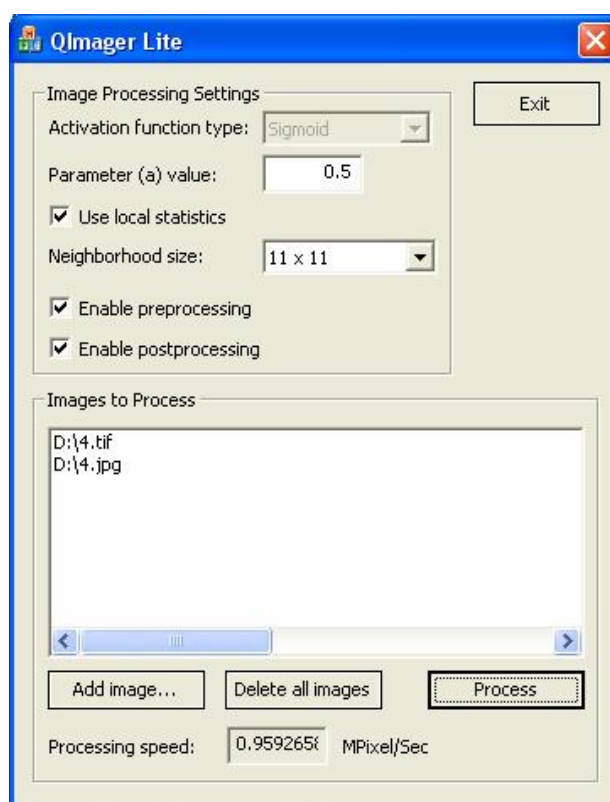 QImager Lite
Image Processing Settings
Exit
Activation function type: Sigmoid
Parameter (a) value: 0.5
Use local statistics
Neighborhood size: 11 x 11
Enable preprocessing
Enable postprocessing
Images to Process
D:\4.tif
D:\4.jpg
Add image... Delete all images Process
Processing speed: 0.9592658 MPixel/Sec